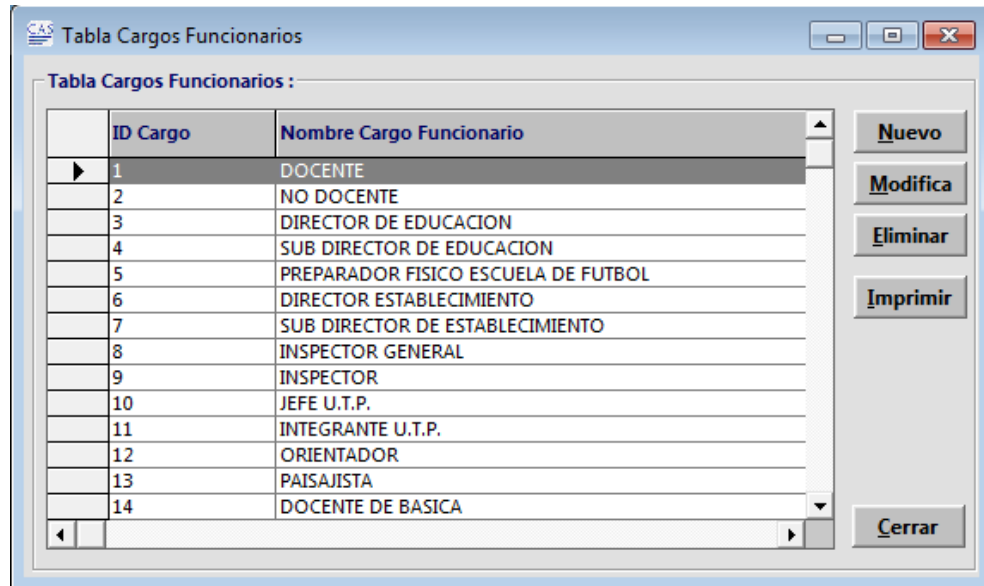 CAS Tabla Cargos Funcionarios
Tabla Cargos Funcionarios :
ID Cargo Nombre Cargo Funcionario
1 DOCENTE
2 NO DOCENTE
3 DIRECTOR DE EDUCACION
4 SUB DIRECTOR DE EDUCACION
5 PREPARADOR FISICO ESCUELA DE FUTBOL
6 DIRECTOR ESTABLECIMIENTO
7 SUB DIRECTOR DE ESTABLECIMIENTO
8 INSPECTOR GENERAL
9 INSPECTOR
10 JEFE U.T.P.
11 INTEGRANTE U.T.P.
12 ORIENTADOR
13 PAISAJISTA
14 DOCENTE DE BASICA
Nuevo
Modifica
Eliminar
Imprimir
Cerrar